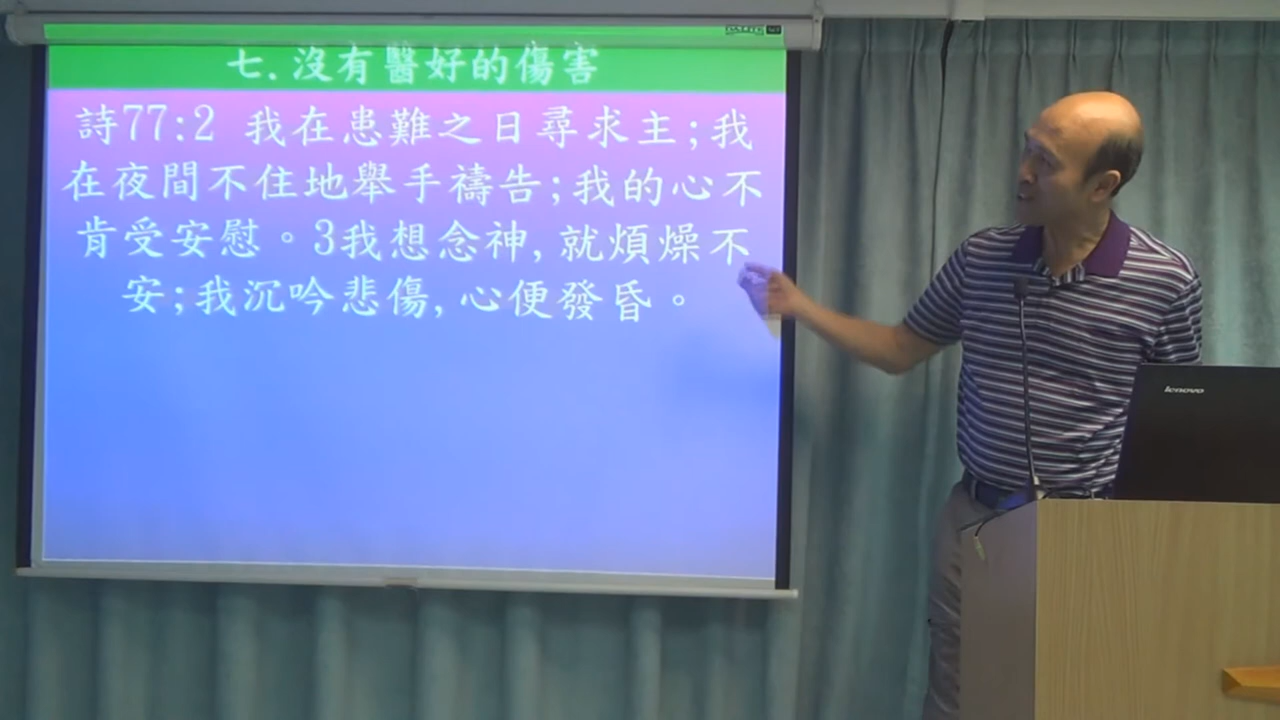 七.沒有醫好的傷害
詩77:2 我在患難之日尋求主;我
在夜間不住地舉手禱告;我的心不
肯受安慰。3我想念神,就煩燥不
安;我沉吟悲傷,心便發昏。
lenovo